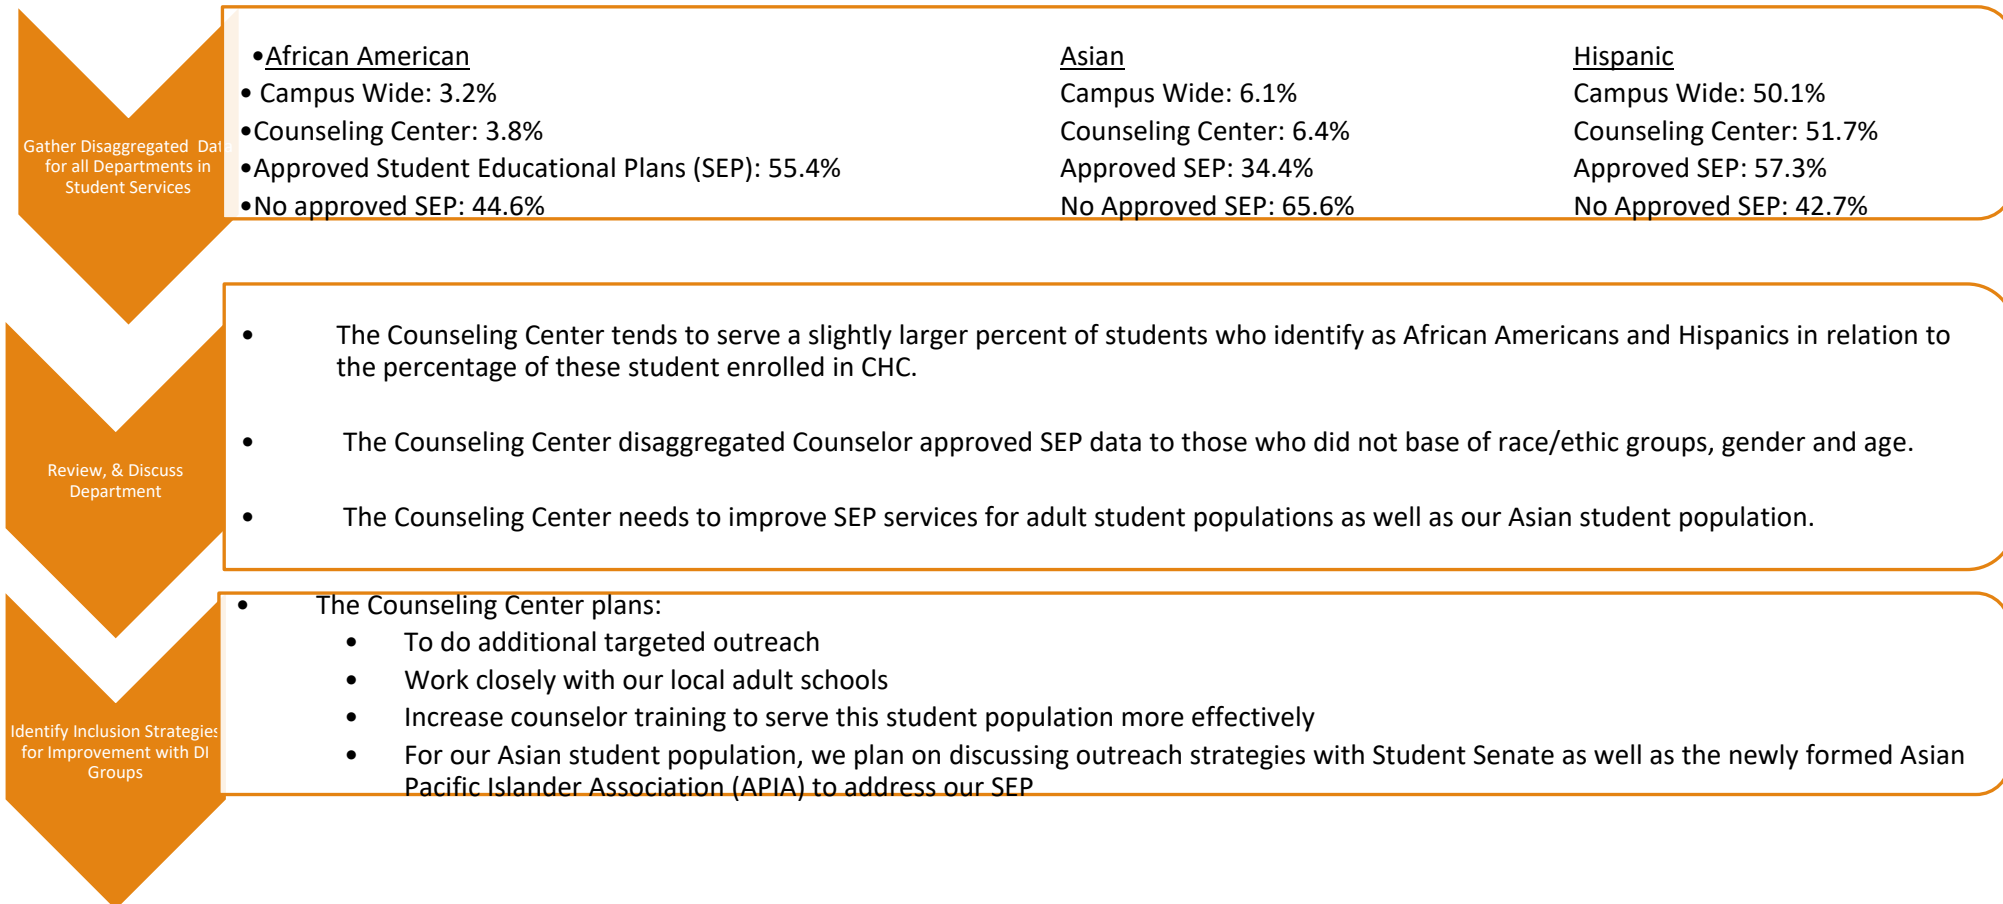 Gather Disaggregated Data
for all Departments in
Student Services
•African American
• Campus Wide: 3.2%
•Counseling Center: 3.8%
•Approved Student Educational Plans (SEP): 55.4%
•No approved SEP: 44.6%
Asian
Campus Wide: 6.1%
Counseling Center: 6.4%
Approved SEP: 34.4%
No Approved SEP: 65.6%
Hispanic
Campus Wide: 50.1%
Counseling Center: 51.7%
Approved SEP: 57.3%
No Approved SEP: 42.7%
Review, & Discuss
Department
• The Counseling Center tends to serve a slightly larger percent of students who identify as African Americans and Hispanics in relation to
the percentage of these student enrolled in CHC.
• The Counseling Center disaggregated Counselor approved SEP data to those who did not base of race/ethic groups, gender and age.
• The Counseling Center needs to improve SEP services for adult student populations as well as our Asian student population.
Identify Inclusion Strategies
for Improvement with DI
Groups
• The Counseling Center plans:
• To do additional targeted outreach
• Work closely with our local adult schools
• Increase counselor training to serve this student population more effectively
• For our Asian student population, we plan on discussing outreach strategies with Student Senate as well as the newly formed Asian
Pacific Islander Association (APIA) to address our SEP